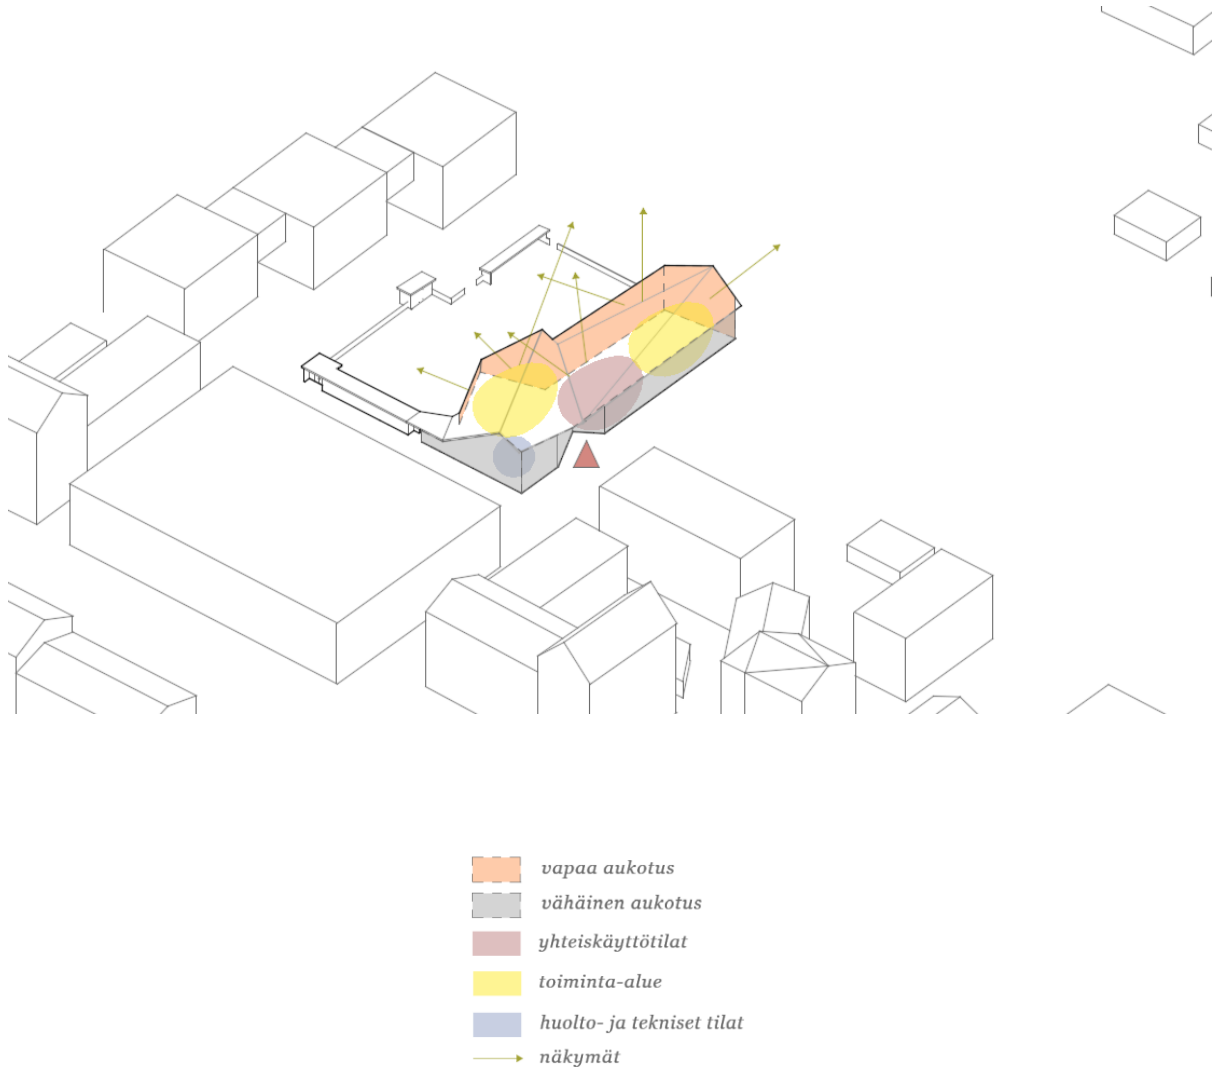 vapaa aukotus
vähäinen aukotus
yhteiskäyttötilat
toiminta-alue
huolto- ja tekniset tilat
näkymät